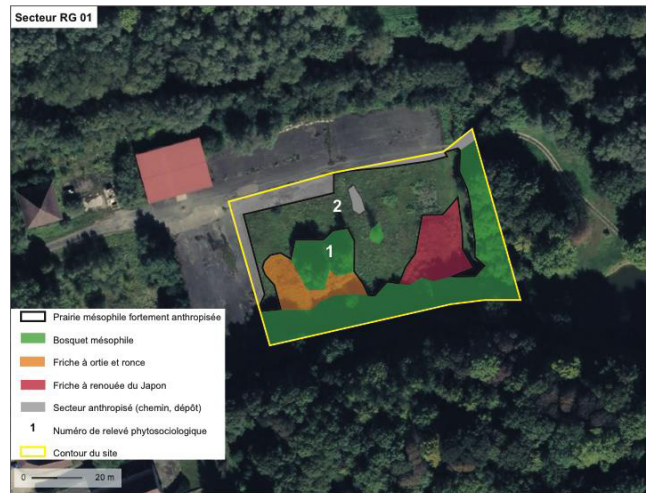 Secteur RG 01
2
1
Prairie mésophile fortement anthropisée
Bosquet mésophile
Friche à ortie et ronce
Friche à renouée du Japon
Secteur anthropisé (chemin, dépôt)
1 Numéro de relevé phytosociologique
Contour du site
0 20 m